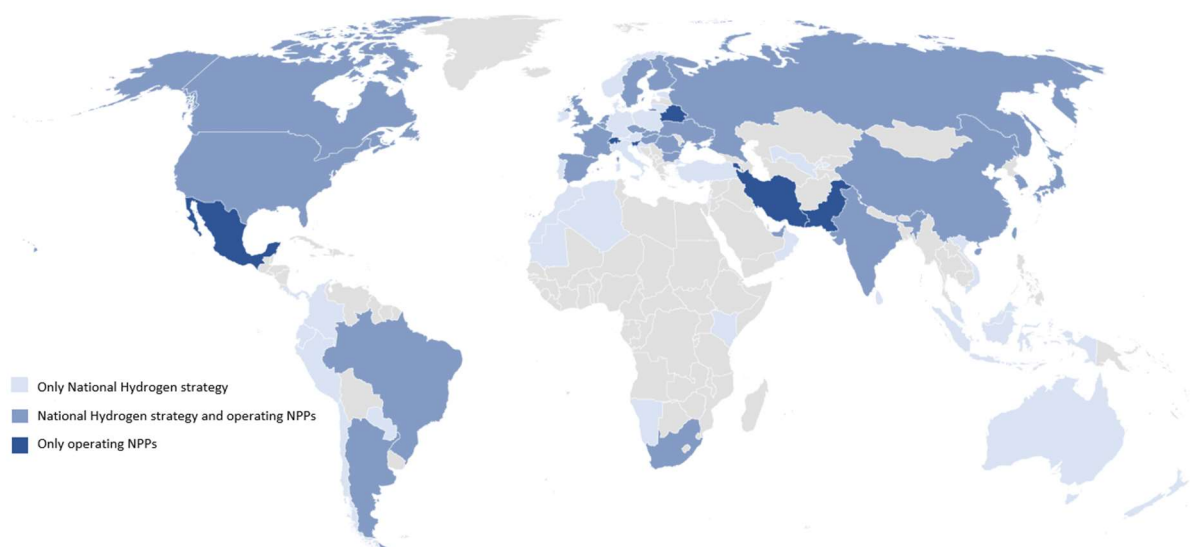 Only National Hydrogen strategy
National Hydrogen strategy and operating NPPs
Only operating NPPs